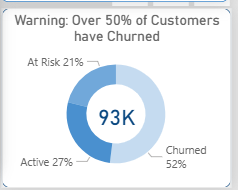 Warning: Over 50% of Customers
have Churned
At Risk 21%
93K
Active 27%
Churned
52%